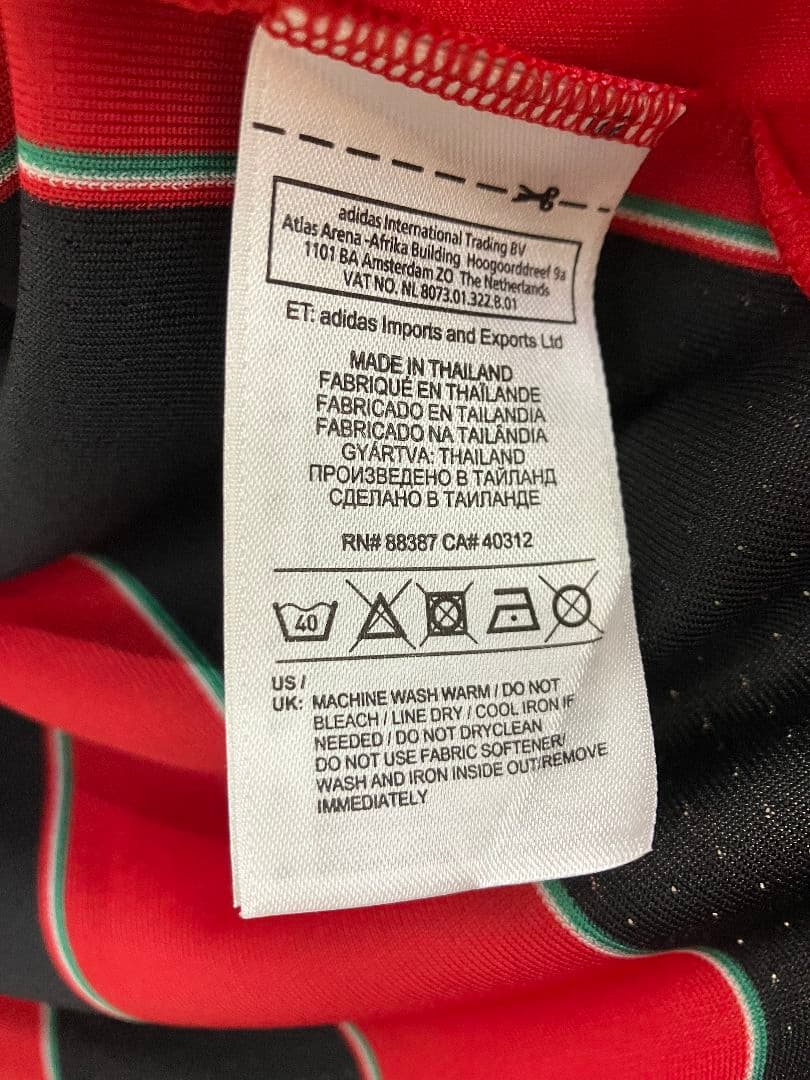 adidas International Trading BV
Atlas Arena-Afrika Building Hoogoorddreef 9a
1101 BA Amsterdam ZO The Netherlands
VAT NO. NL 8073.01.322.B.01
ET: adidas Imports and Exports Ltd
MADE IN THAILAND
FABRIQUÉ EN THAÏLANDE
FABRICADO EN TAILANDIA
FABRICADO NA TAILÂNDIA
GYÁRTVA: THAILAND
ПРОИЗВЕДЕНО В ТАЙЛАНД
СДЕЛАНО В ТАИЛАНДЕ
RN# 88387 CA# 40312
40
US /
UK: MACHINE WASH WARM / DO NOT
BLEACH / LINE DRY / COOL IRON IF
NEEDED / DO NOT DRYCLEAN
DO NOT USE FABRIC SOFTENER/
WASH AND IRON INSIDE OUT/REMOVE
IMMEDIATELY